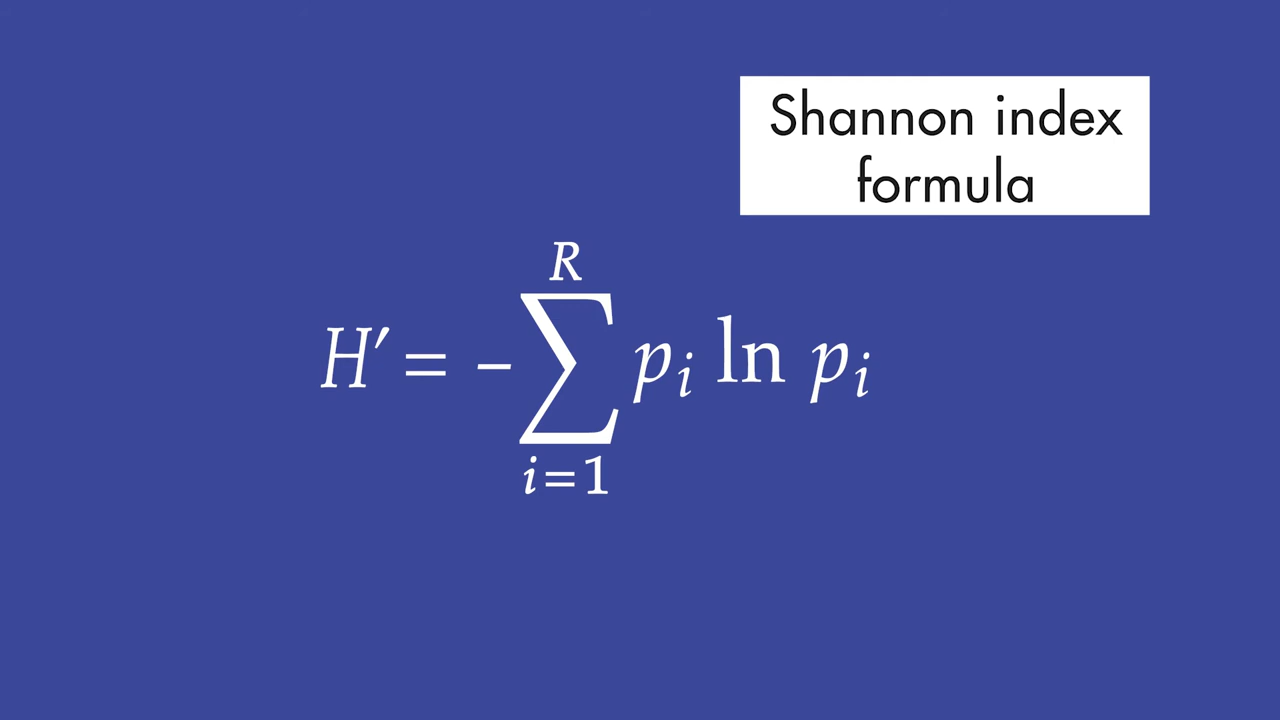 Shannon index
formula
R
H′ = −∑ pᵢ ln pᵢ
i=1